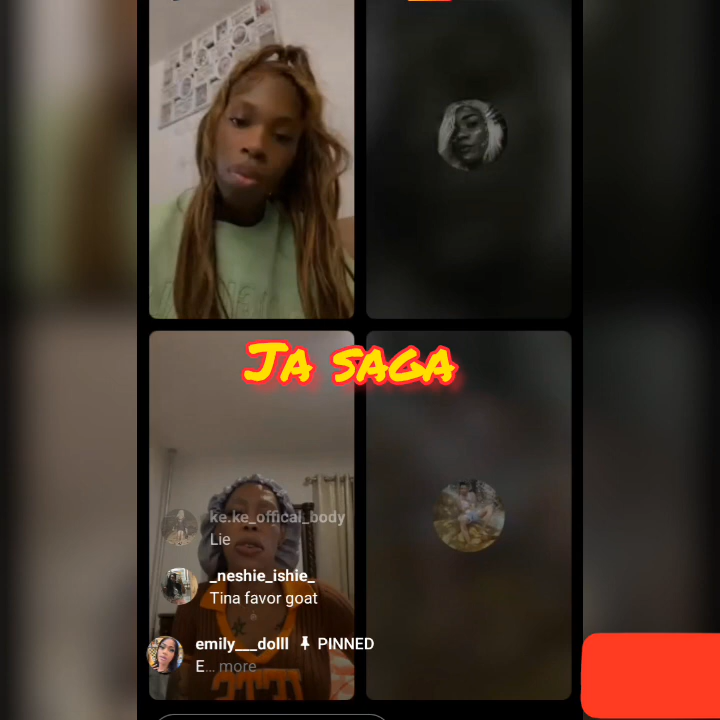 JA SAGA
ke.ke_offical_body
Lie
_neshie_ishie_
Tina favor goat
emily___dolll PINNED
E... more